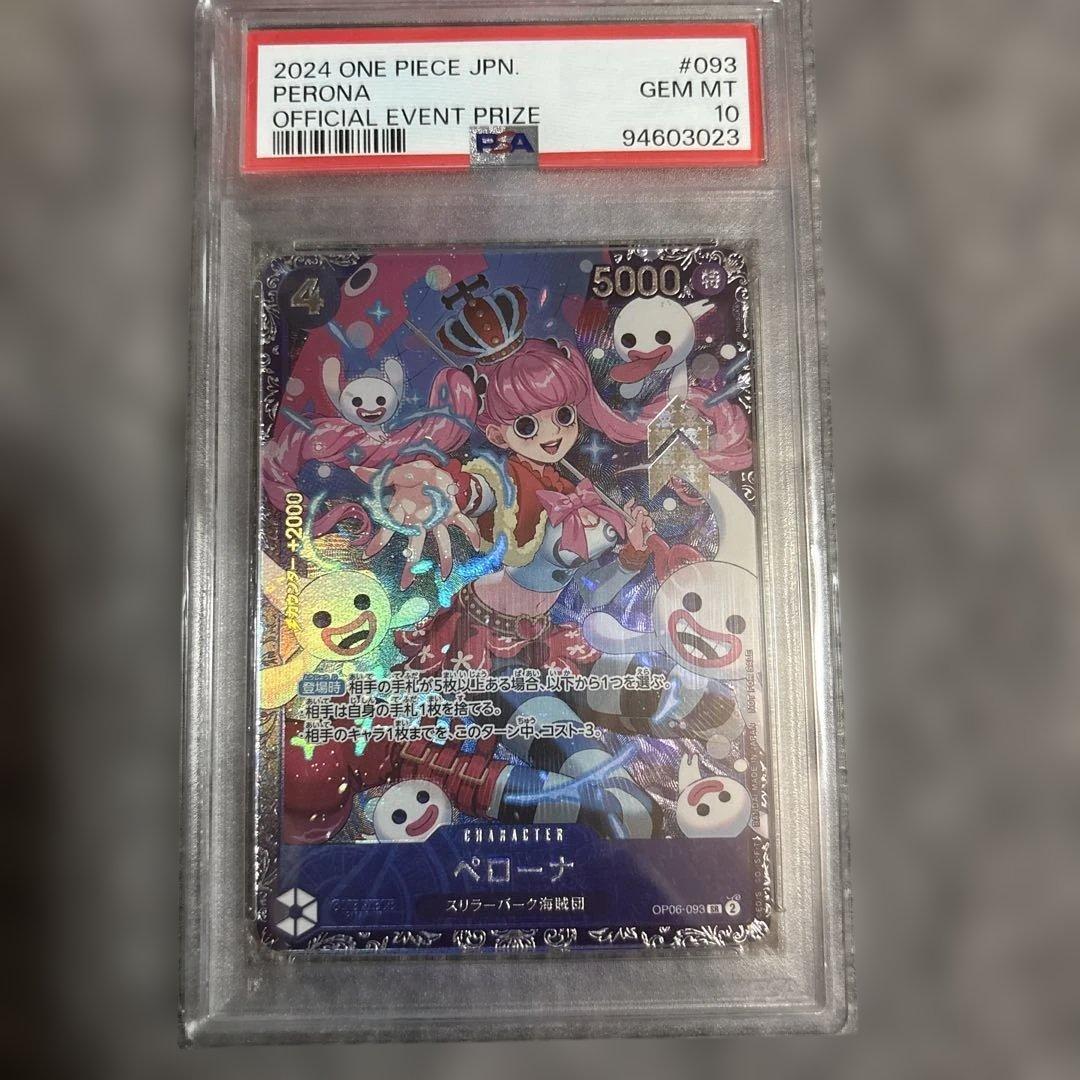 2024 ONE PIECE JPN.
#093
PERONA
GEM MT
OFFICIAL EVENT PRIZE
10
PSA
94603023
4
5000
特
カウンター +2000
登場時 相手の手札が5枚以上ある場合、以下から1つを選ぶ。
・相手は自身の手札1枚を捨てる。
・相手のキャラ1枚までを、このターン中、コスト-3。
CHARACTER
ペローナ
スリラーバーク海賊団
OP06-093 SR 2